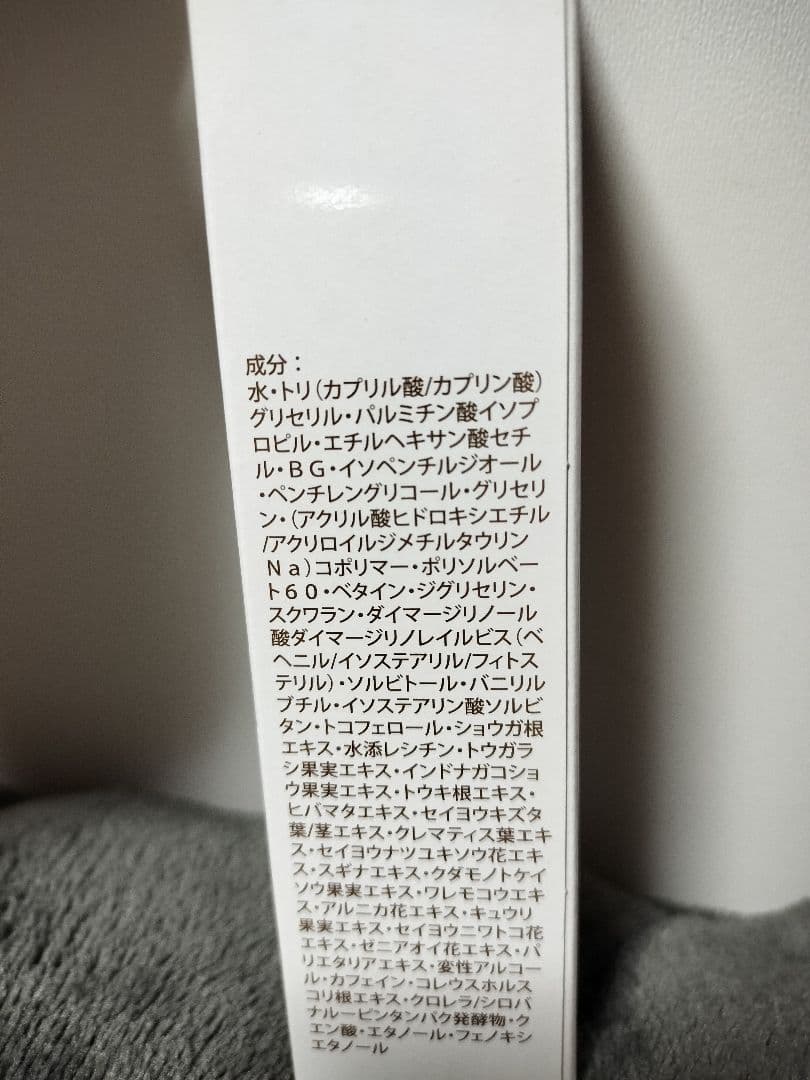 成分：
水・トリ（カプリル酸/カプリン酸）
グリセリル・パルミチン酸イソプ
ロピル・エチルヘキサン酸セチ
ル・ＢＧ・イソペンチルジオール
・ペンチレングリコール・グリセリ
ン・（アクリル酸ヒドロキシエチル
/アクリロイルジメチルタウリン
Ｎａ）コポリマー・ポリソルベー
ト６０・ベタイン・ジグリセリン・
スクワラン・ダイマージリノール
酸ダイマージリノレイルビス（ベ
ヘニル/イソステアリル/フィトス
テリル）・ソルビトール・バニリル
ブチル・イソステアリン酸ソルビ
タン・トコフェロール・ショウガ根
エキス・水添レシチン・トウガラ
シ果実エキス・インドナガコショ
ウ果実エキス・トウキ根エキス・
ヒバマタエキス・セイヨウキズタ
葉/茎エキス・クレマティス葉エキ
ス・セイヨウナツユキソウ花エキ
ス・スギナエキス・クダモノトケイ
ソウ果実エキス・ワレモコウエキ
ス・アルニカ花エキス・キュウリ
果実エキス・セイヨウニワトコ花
エキス・ゼニアオイ花エキス・パ
リエタリアエキス・変性アルコー
ル・カフェイン・コレウスホルス
コリ根エキス・クロレラ/シロバ
ナルーピンタンパク発酵物・ク
エン酸・エタノール・フェノキシ
エタノール